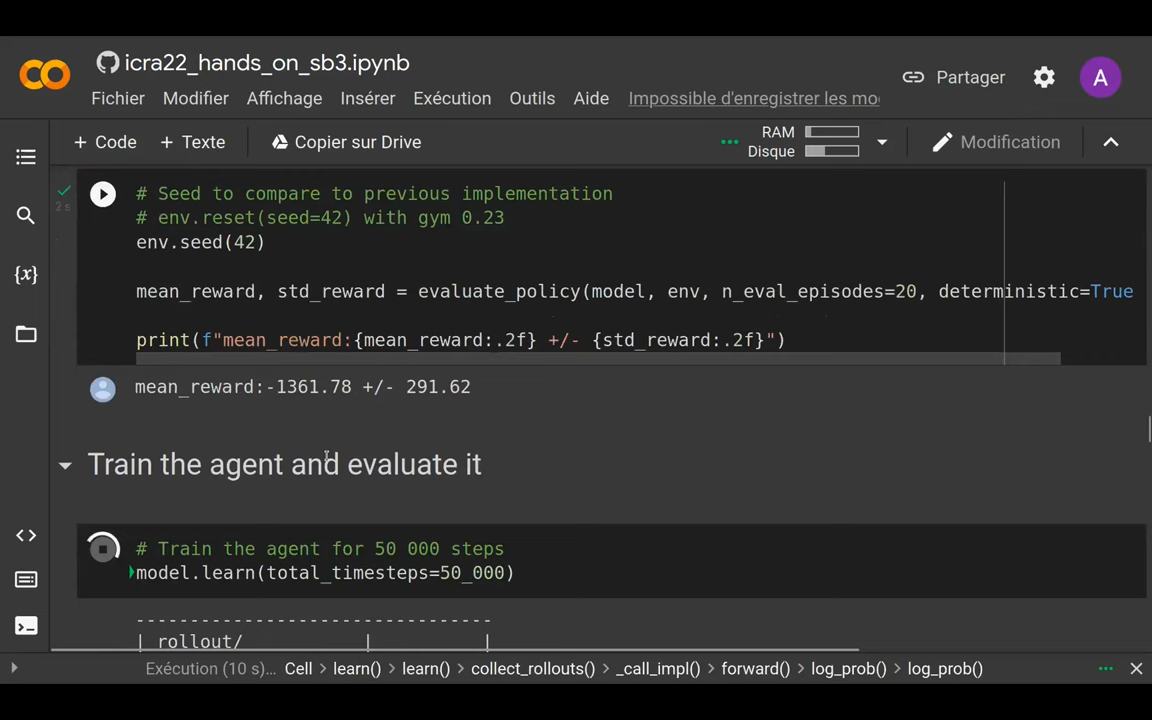 icra22_hands_on_sb3.ipynb
Partager
A
Fichier Modifier Affichage Insérer Exécution Outils Aide Impossible d'enregistrer les mo
+ Code + Texte Copier sur Drive
RAM
Disque
Modification
2 s
# Seed to compare to previous implementation
# env.reset(seed=42) with gym 0.23
env.seed(42)
mean_reward, std_reward = evaluate_policy(model, env, n_eval_episodes=20, deterministic=True
print(f"mean_reward:{mean_reward:.2f} +/- {std_reward:.2f}")
mean_reward:-1361.78 +/- 291.62
Train the agent and evaluate it
# Train the agent for 50 000 steps
model.learn(total_timesteps=50_000)
---------------------------------
| rollout/ | |
Exécution (10 s)... Cell > learn() > learn() > collect_rollouts() > _call_impl() > forward() > log_prob() > log_prob()